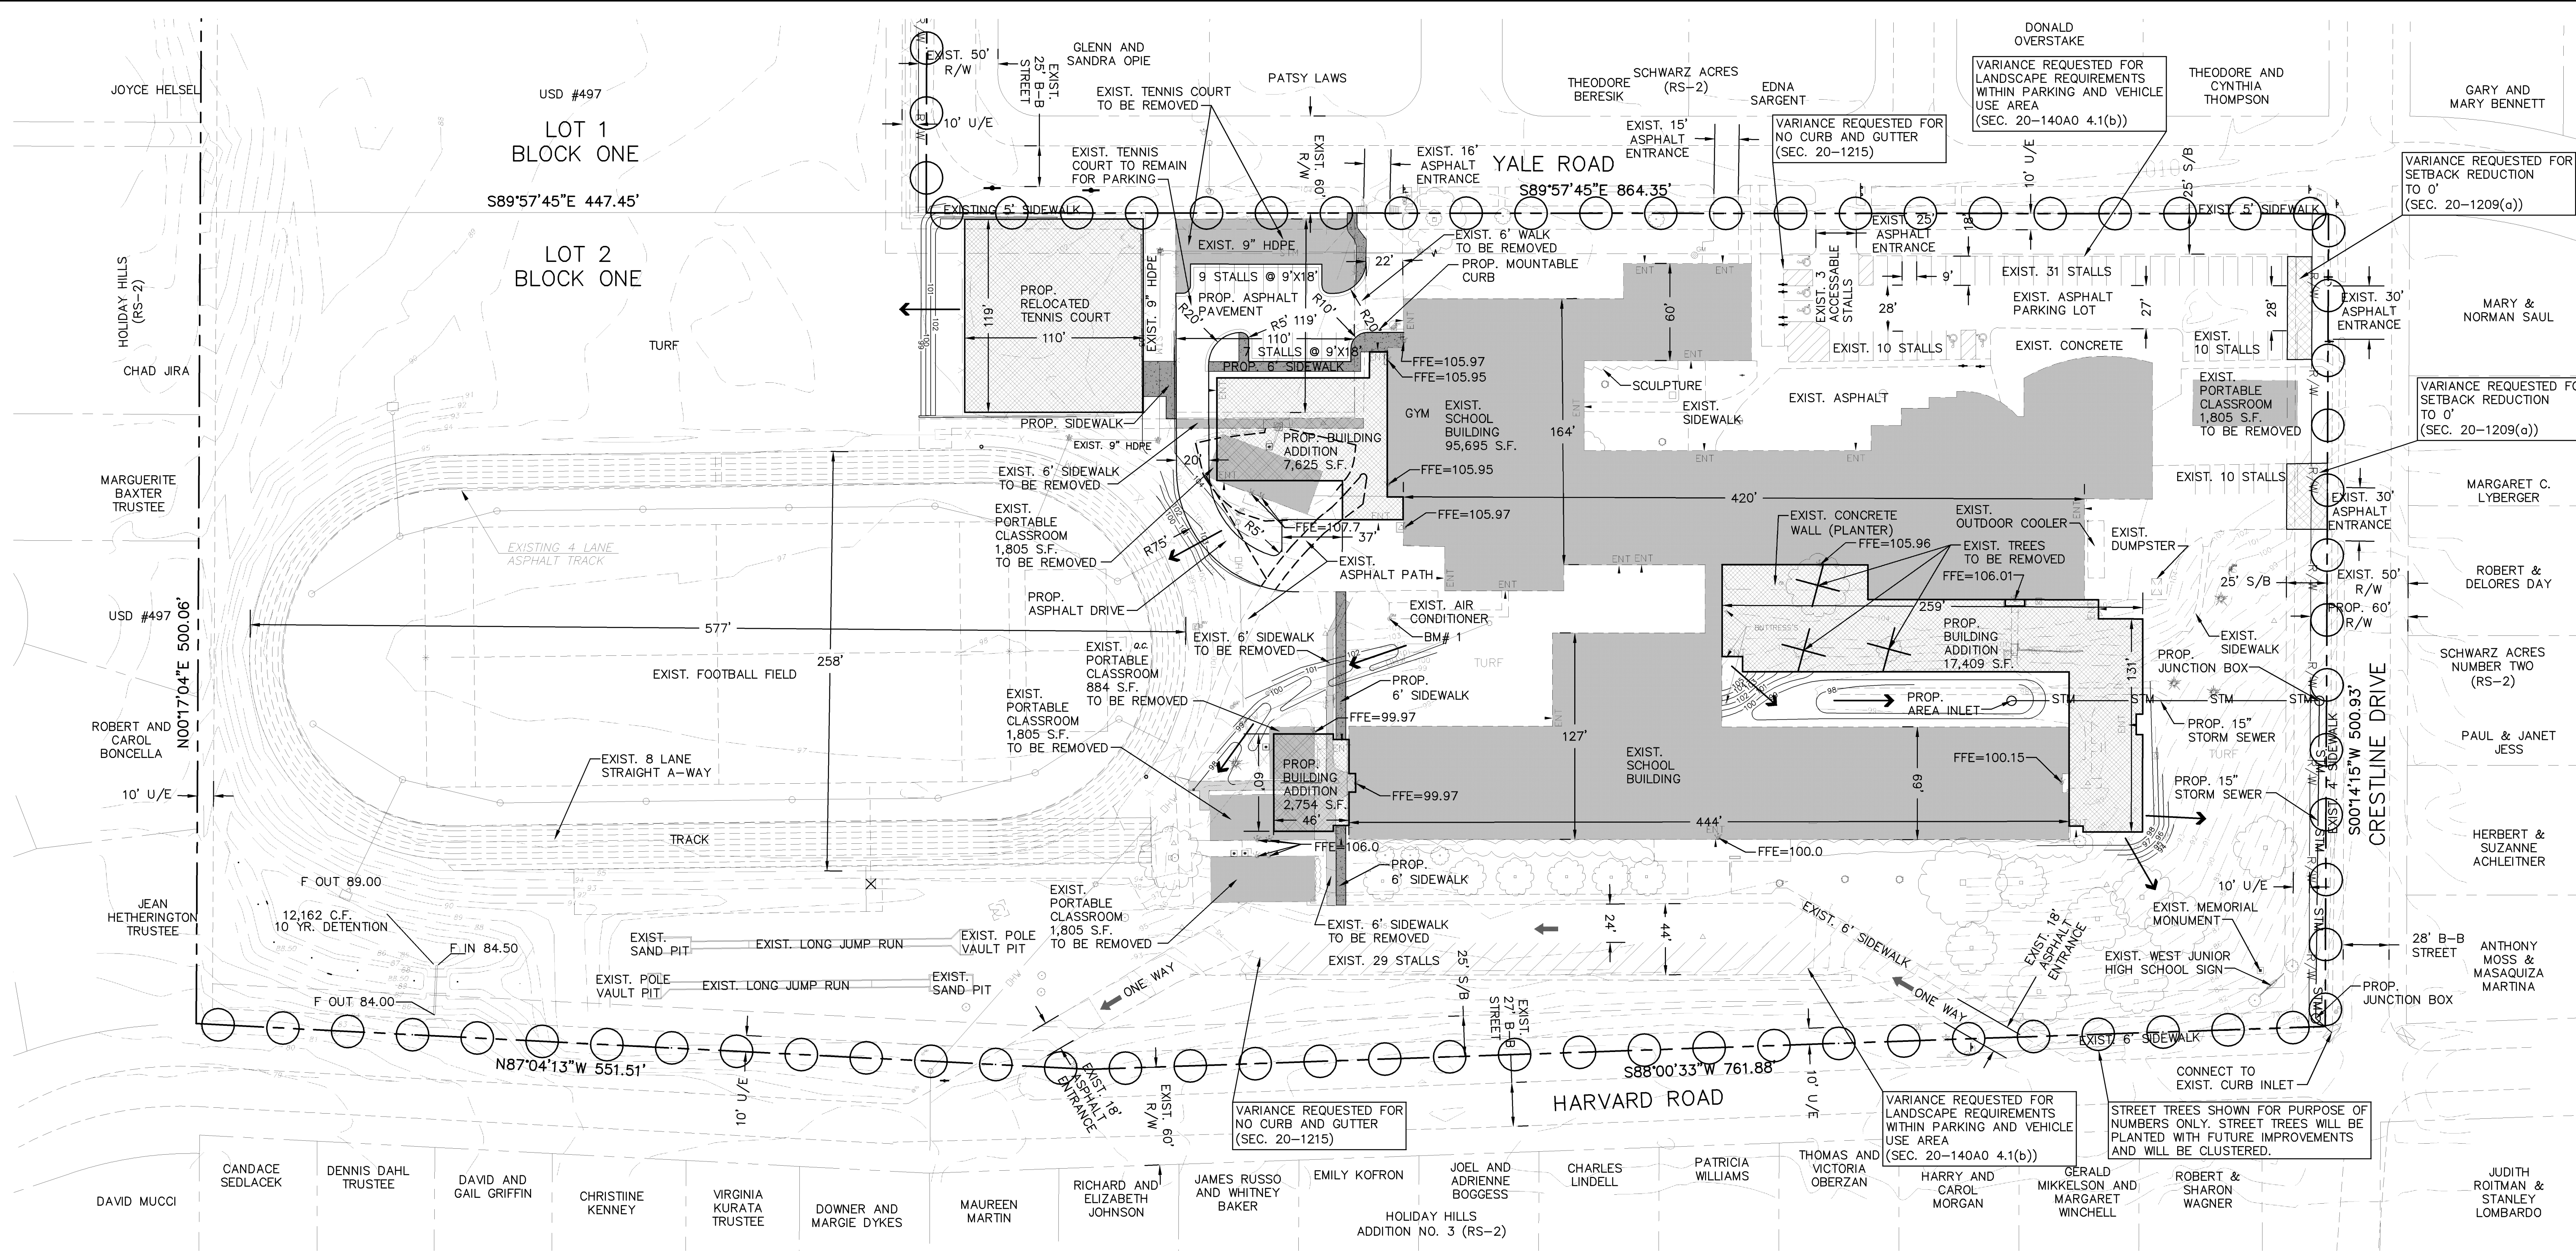 JOYCE HELSEL
USD #497
LOT 1
BLOCK ONE
S89°57'45"E 447.45'
LOT 2
BLOCK ONE
HOLIDAY HILLS
(RS-2)
CHAD JIRA
TURF
MARGUERITE
BAXTER
TRUSTEE
USD #497
N00°17'04"E 500.06'
ROBERT AND
CAROL
BONCELLA
10' U/E
JEAN
HETHERINGTON
TRUSTEE
EXISTING 4 LANE
ASPHALT TRACK
577'
258'
EXIST. FOOTBALL FIELD
EXIST. 8 LANE
STRAIGHT A-WAY
TRACK
F OUT 89.00
12,162 C.F.
10 YR. DETENTION
F IN 84.50
F OUT 84.00
EXIST.
SAND PIT
EXIST. LONG JUMP RUN
EXIST. POLE
VAULT PIT
EXIST. POLE
VAULT PIT
EXIST. LONG JUMP RUN
EXIST.
SAND PIT
N87°04'13"W 551.51'
10' U/E
EXIST. 50'
R/W
EXIST.
25' B-B
STREET
GLENN AND
SANDRA OPIE
PATSY LAWS
EXIST. TENNIS COURT
TO BE REMOVED
10' U/E
EXIST. TENNIS
COURT TO REMAIN
FOR PARKING
EXIST. 60'
R/W
EXIST. 16'
ASPHALT
ENTRANCE
YALE ROAD
S89°57'45"E 864.35'
THEODORE
BERESIK
SCHWARZ ACRES
(RS-2)
EDNA
SARGENT
EXIST. 15'
ASPHALT
ENTRANCE
VARIANCE REQUESTED FOR
NO CURB AND GUTTER
(SEC. 20-1215)
DONALD
OVERSTAKE
VARIANCE REQUESTED FOR
LANDSCAPE REQUIREMENTS
WITHIN PARKING AND VEHICLE
USE AREA
(SEC. 20-140A0 4.1(b))
THEODORE AND
CYNTHIA
THOMPSON
10' U/E
25' S/B
GARY AND
MARY BENNETT
VARIANCE REQUESTED FOR
SETBACK REDUCTION
TO 0'
(SEC. 20-1209(a))
EXISTING 5' SIDEWALK
EXIST. 5' SIDEWALK
EXIST. 9" HDPE
EXIST. 9" HDPE
9 STALLS @ 9'X18'
PROP. ASPHALT
PAVEMENT
PROP.
RELOCATED
TENNIS COURT
119'
110'
R20'
R5'
119'
R10'
R20'
110'
7 STALLS @ 9'X18'
PROP. 6' SIDEWALK
22'
EXIST. 6' WALK
TO BE REMOVED
PROP. MOUNTABLE
CURB
FFE=105.97
FFE=105.95
PROP. SIDEWALK
EXIST. 9" HDPE
EXIST. 6' SIDEWALK
TO BE REMOVED
20'
PROP. BUILDING
ADDITION
7,625 S.F.
GYM
EXIST.
SCHOOL
BUILDING
95,695 S.F.
FFE=105.95
FFE=105.97
EXIST.
PORTABLE
CLASSROOM
1,805 S.F.
TO BE REMOVED
R75'
R5'
FFE=107.7
37'
EXIST.
ASPHALT PATH
PROP.
ASPHALT DRIVE
60'
164'
SCULPTURE
EXIST.
SIDEWALK
EXIST. 3
ACCESSABLE
STALLS
EXIST. 25'
ASPHALT
ENTRANCE
18'
28'
9'
EXIST. 31 STALLS
EXIST. ASPHALT
PARKING LOT
27'
28'
EXIST. 10 STALLS
EXIST. CONCRETE
EXIST.
10 STALLS
EXIST. ASPHALT
EXIST. 30'
ASPHALT
ENTRANCE
MARY &
NORMAN SAUL
EXIST.
PORTABLE
CLASSROOM
1,805 S.F.
TO BE REMOVED
VARIANCE REQUESTED FO
SETBACK REDUCTION
TO 0'
(SEC. 20-1209(a))
EXIST. 10 STALLS
EXIST. 30'
ASPHALT
ENTRANCE
MARGARET C.
LYBERGER
420'
EXIST. CONCRETE
WALL (PLANTER)
EXIST.
OUTDOOR COOLER
FFE=105.96
EXIST. TREES
TO BE REMOVED
EXIST.
DUMPSTER
FFE=106.01
259'
25' S/B
EXIST. 50'
R/W
PROP. 60'
R/W
ROBERT &
DELORES DAY
BUTTRESS'S
PROP.
BUILDING
ADDITION
17,409 S.F.
131'
EXIST.
SIDEWALK
PROP.
JUNCTION BOX
SCHWARZ ACRES
NUMBER TWO
(RS-2)
EXIST. AIR
CONDITIONER
BM# 1
EXIST. 6' SIDEWALK
TO BE REMOVED
EXIST.
PORTABLE
CLASSROOM
884 S.F.
TO BE REMOVED
TURF
PROP.
6' SIDEWALK
FFE=99.97
EXIST.
PORTABLE
CLASSROOM
1,805 S.F.
TO BE REMOVED
127'
EXIST.
SCHOOL
BUILDING
PROP.
AREA INLET
STM STM STM STM
PROP. 15"
STORM SEWER
TURF
EXIST. 4' SIDEWALK
S00°14'15"W 500.93'
CRESTLINE DRIVE
PAUL & JANET
JESS
PROP.
BUILDING
ADDITION
2,754 S.F.
60'
46'
FFE=99.97
69'
FFE=100.15
444'
PROP. 15"
STORM SEWER
FFE=106.0
FFE=100.0
HERBERT &
SUZANNE
ACHLEITNER
PROP.
6' SIDEWALK
EXIST.
PORTABLE
CLASSROOM
1,805 S.F.
TO BE REMOVED
EXIST. 6' SIDEWALK
TO BE REMOVED
EXIST. 29 STALLS
24'
44'
25' S/B
EXIST. 6' SIDEWALK
EXIST. 18'
ASPHALT
ENTRANCE
10' U/E
EXIST. MEMORIAL
MONUMENT
EXIST. WEST JUNIOR
HIGH SCHOOL SIGN
28' B-B
STREET
ANTHONY
MOSS &
MASAQUIZA
MARTINA
ONE WAY
ONE WAY
PROP.
JUNCTION BOX
EXIST.
27' B-B
STREET
EXIST. 18'
ASPHALT
ENTRANCE
EXIST. 60'
R/W
S88°00'33"W 761.88'
10' U/E
HARVARD ROAD
EXIST. 6' SIDEWALK
CONNECT TO
EXIST. CURB INLET
VARIANCE REQUESTED FOR
NO CURB AND GUTTER
(SEC. 20-1215)
VARIANCE REQUESTED FOR
LANDSCAPE REQUIREMENTS
WITHIN PARKING AND VEHICLE
USE AREA
(SEC. 20-140A0 4.1(b))
STREET TREES SHOWN FOR PURPOSE OF
NUMBERS ONLY. STREET TREES WILL BE
PLANTED WITH FUTURE IMPROVEMENTS
AND WILL BE CLUSTERED.
DAVID MUCCI
CANDACE
SEDLACEK
DENNIS DAHL
TRUSTEE
DAVID AND
GAIL GRIFFIN
CHRISTIINE
KENNEY
VIRGINIA
KURATA
TRUSTEE
DOWNER AND
MARGIE DYKES
MAUREEN
MARTIN
RICHARD AND
ELIZABETH
JOHNSON
JAMES RUSSO
AND WHITNEY
BAKER
EMILY KOFRON
JOEL AND
ADRIENNE
BOGGESS
CHARLES
LINDELL
PATRICIA
WILLIAMS
THOMAS AND
VICTORIA
OBERZAN
HARRY AND
CAROL
MORGAN
GERALD
MIKKELSON AND
MARGARET
WINCHELL
ROBERT &
SHARON
WAGNER
JUDITH
ROITMAN &
STANLEY
LOMBARDO
HOLIDAY HILLS
ADDITION NO. 3 (RS-2)